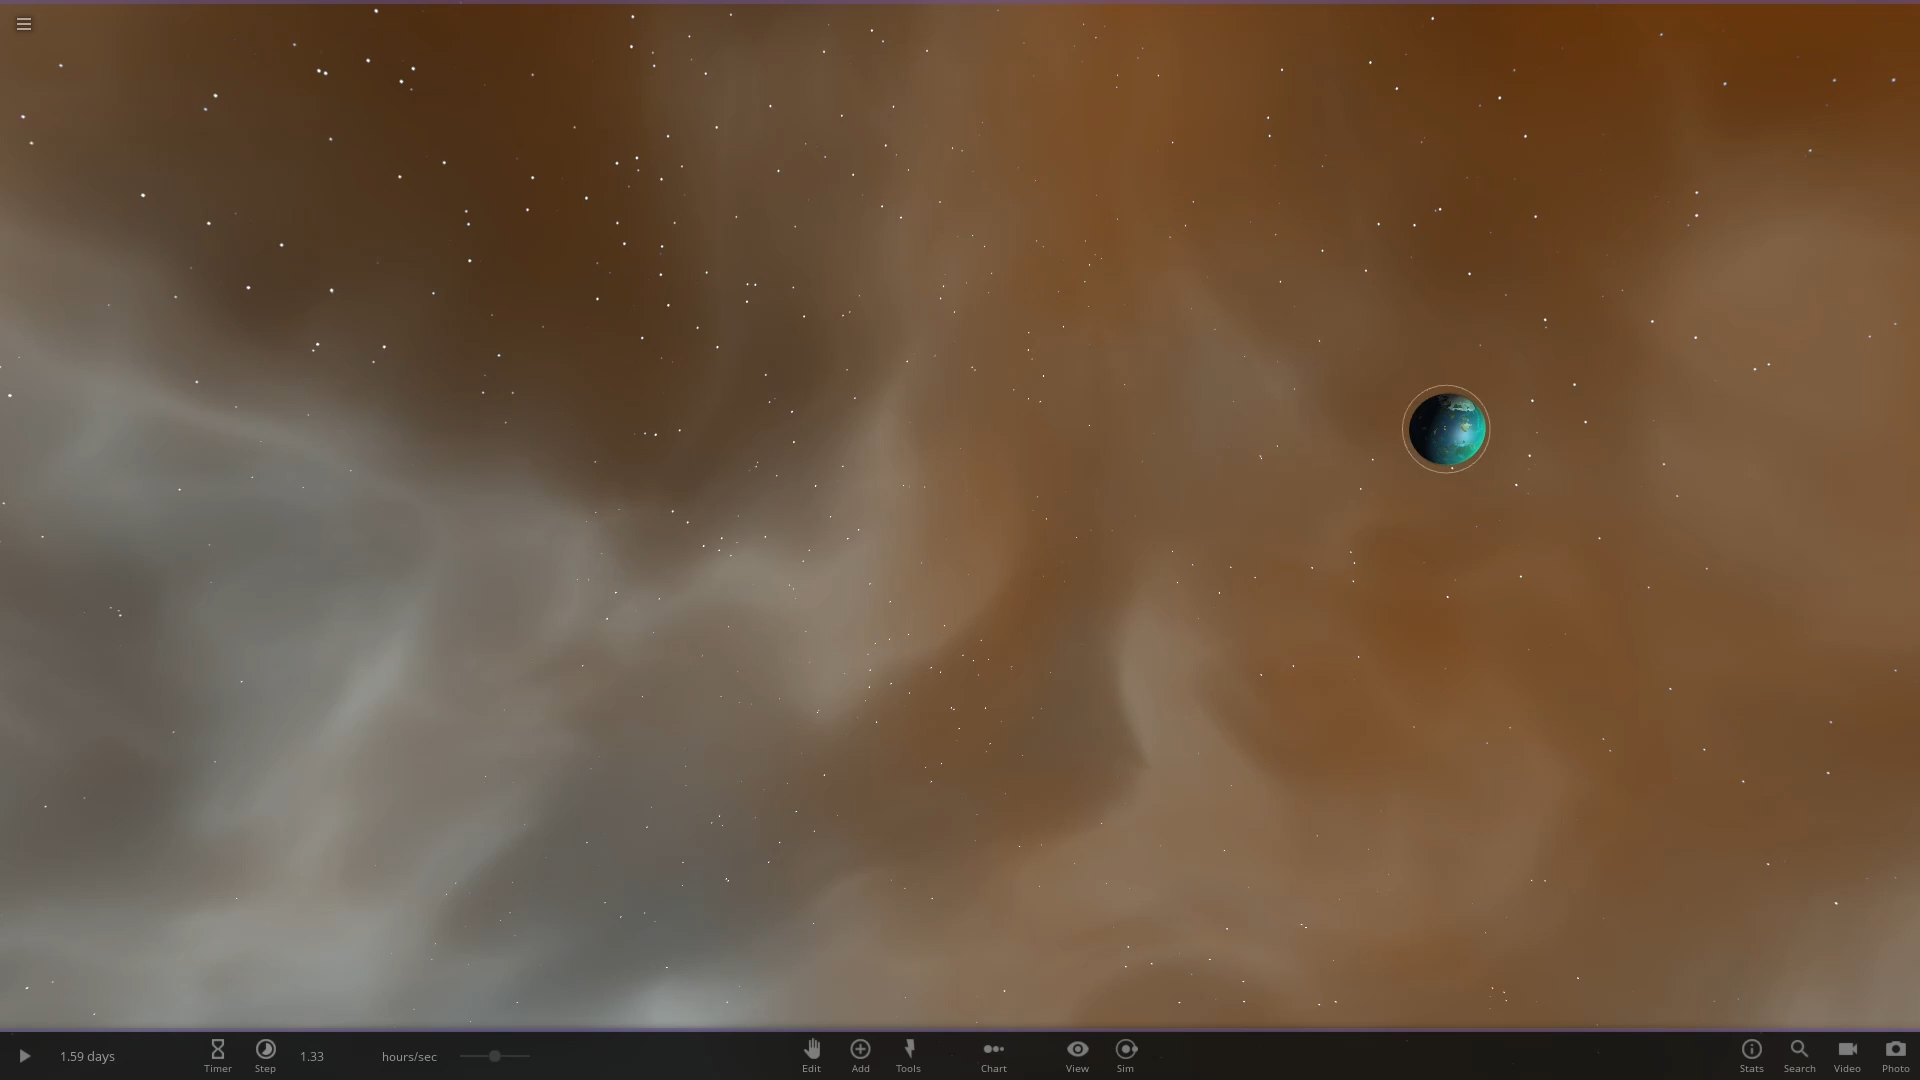 1.59 days
Timer
Step
1.33
hours/sec
Edit
Add
Tools
Chart
View
Sim
Stats
Search
Video
Photo